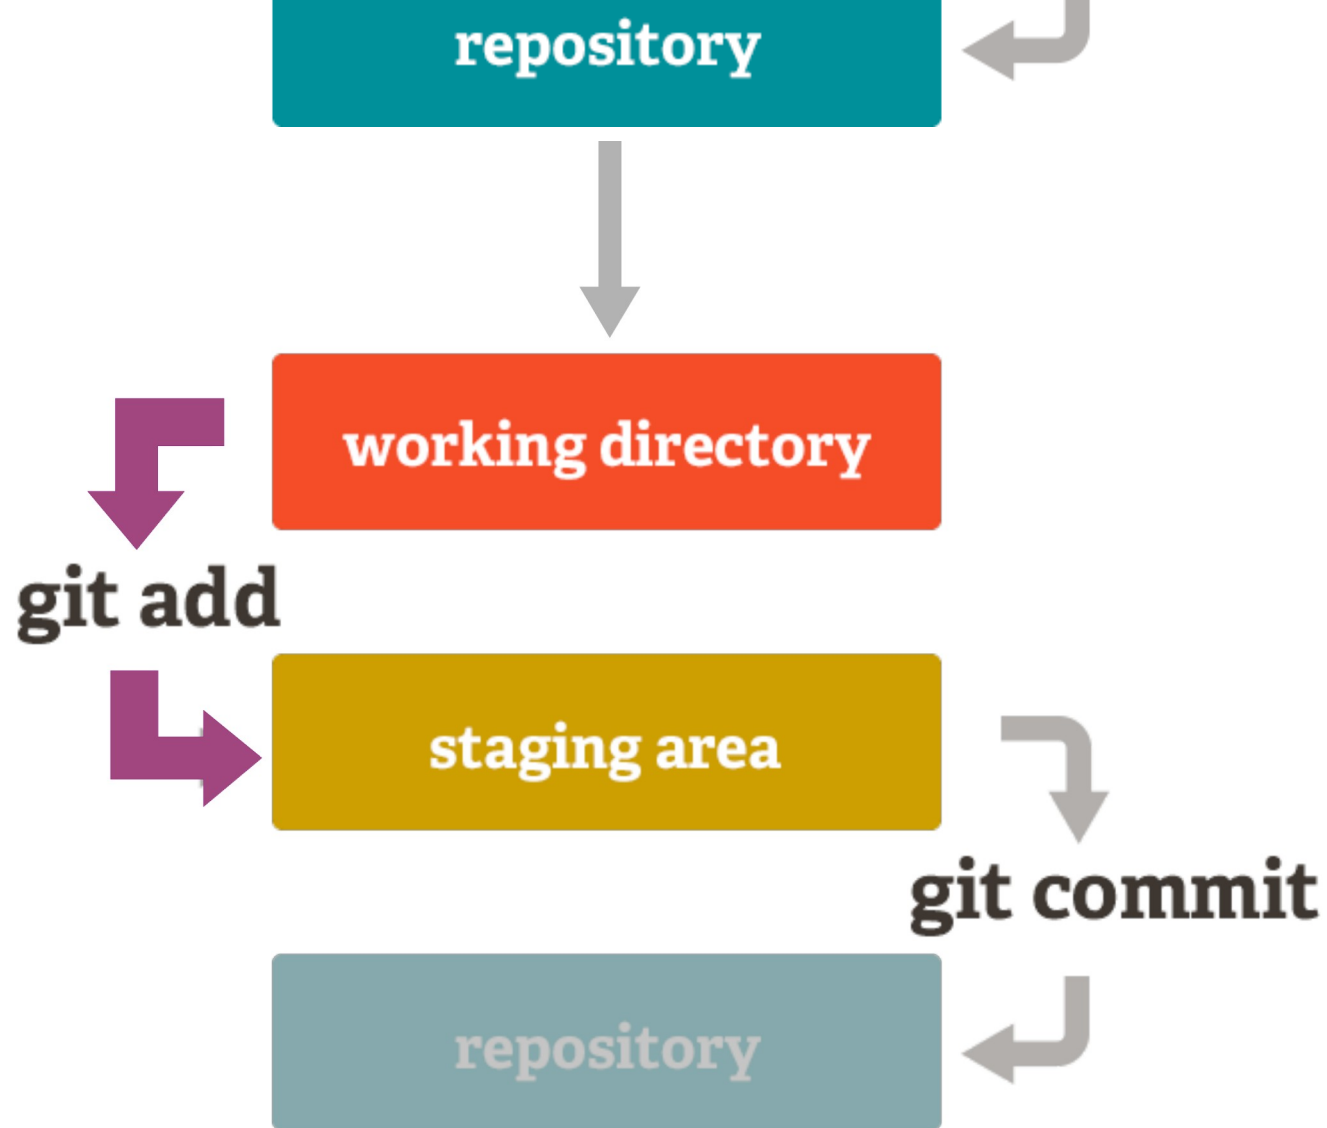 repository
working directory
git add
staging area
git commit
repository